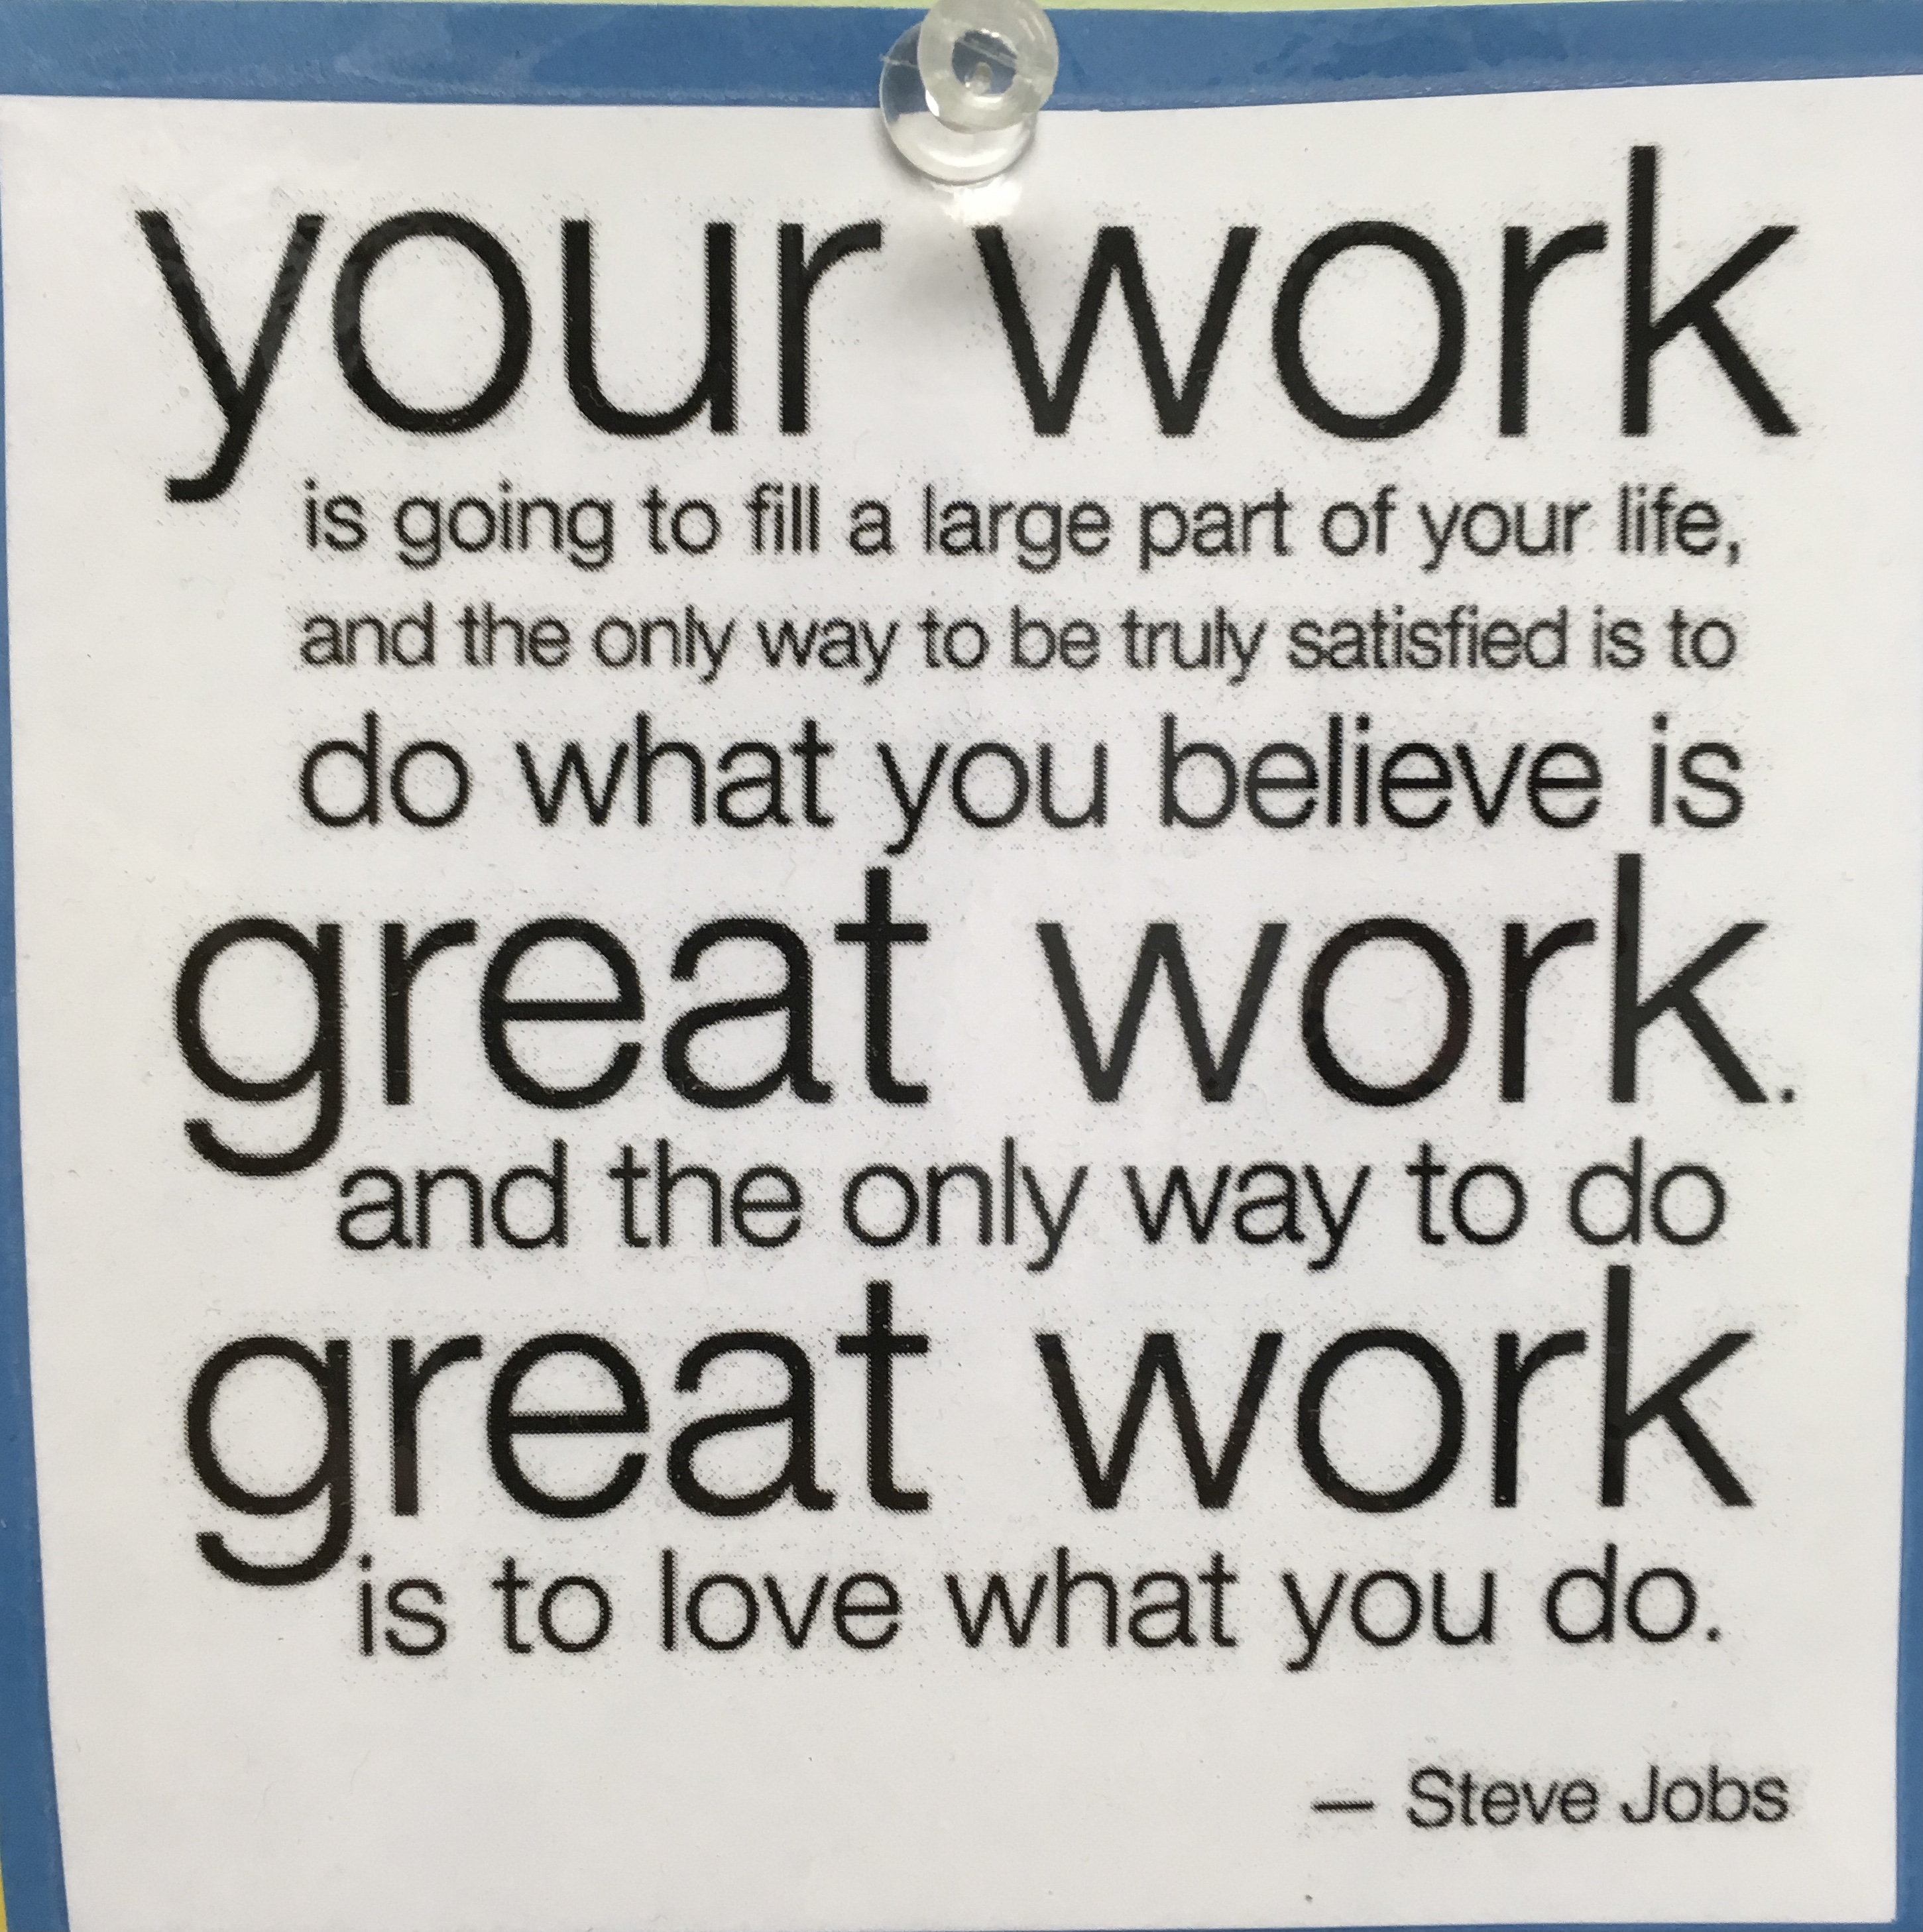 your work
is going to fill a large part of your life,
and the only way to be truly satisfied is to
do what you believe is
great work.
and the only way to do
great work
is to love what you do.
— Steve Jobs